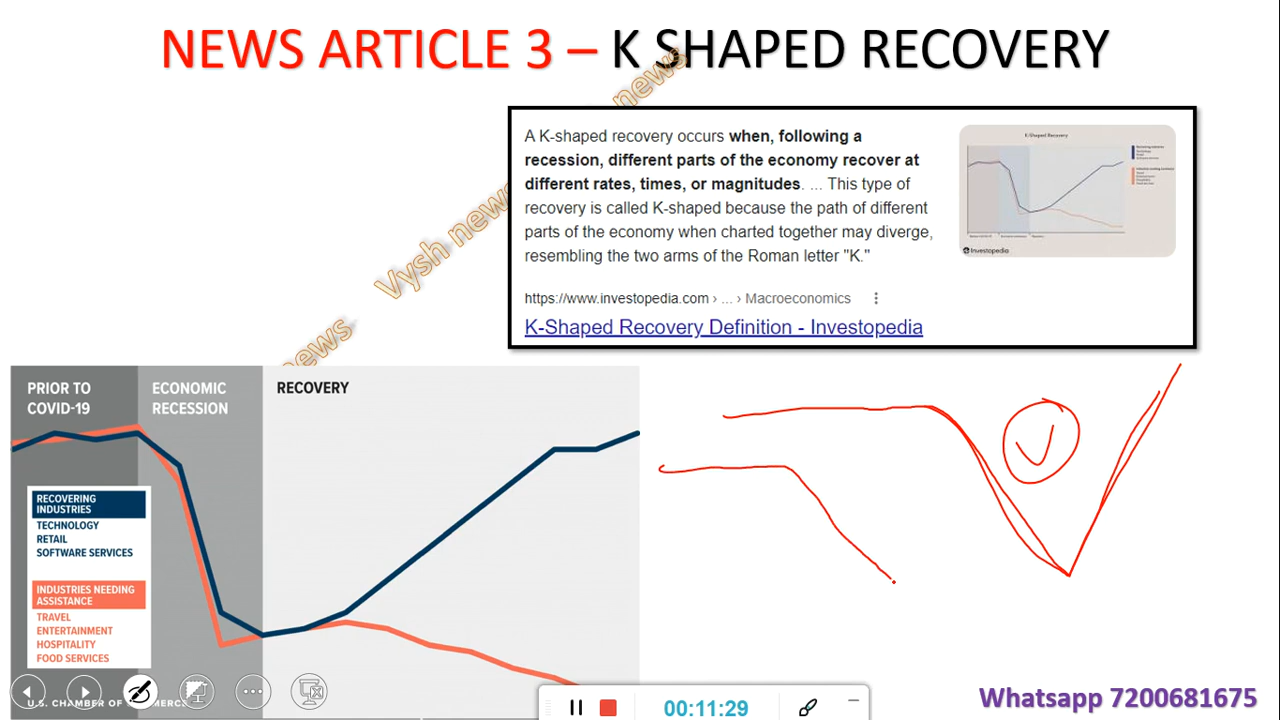 NEWS ARTICLE 3 – K SHAPED RECOVERY
news
Vysh news
news
A K-shaped recovery occurs when, following a
recession, different parts of the economy recover at
different rates, times, or magnitudes. ... This type of
recovery is called K-shaped because the path of different
parts of the economy when charted together may diverge,
resembling the two arms of the Roman letter "K."
https://www.investopedia.com › ... › Macroeconomics
K-Shaped Recovery Definition - Investopedia
K-Shaped Recovery
Investopedia
PRIOR TO
COVID-19
ECONOMIC
RECESSION
RECOVERY
RECOVERING
INDUSTRIES
TECHNOLOGY
RETAIL
SOFTWARE SERVICES
INDUSTRIES NEEDING
ASSISTANCE
TRAVEL
ENTERTAINMENT
HOSPITALITY
FOOD SERVICES
U.S. CHAMBER OF
V
00:11:29
Whatsapp 7200681675